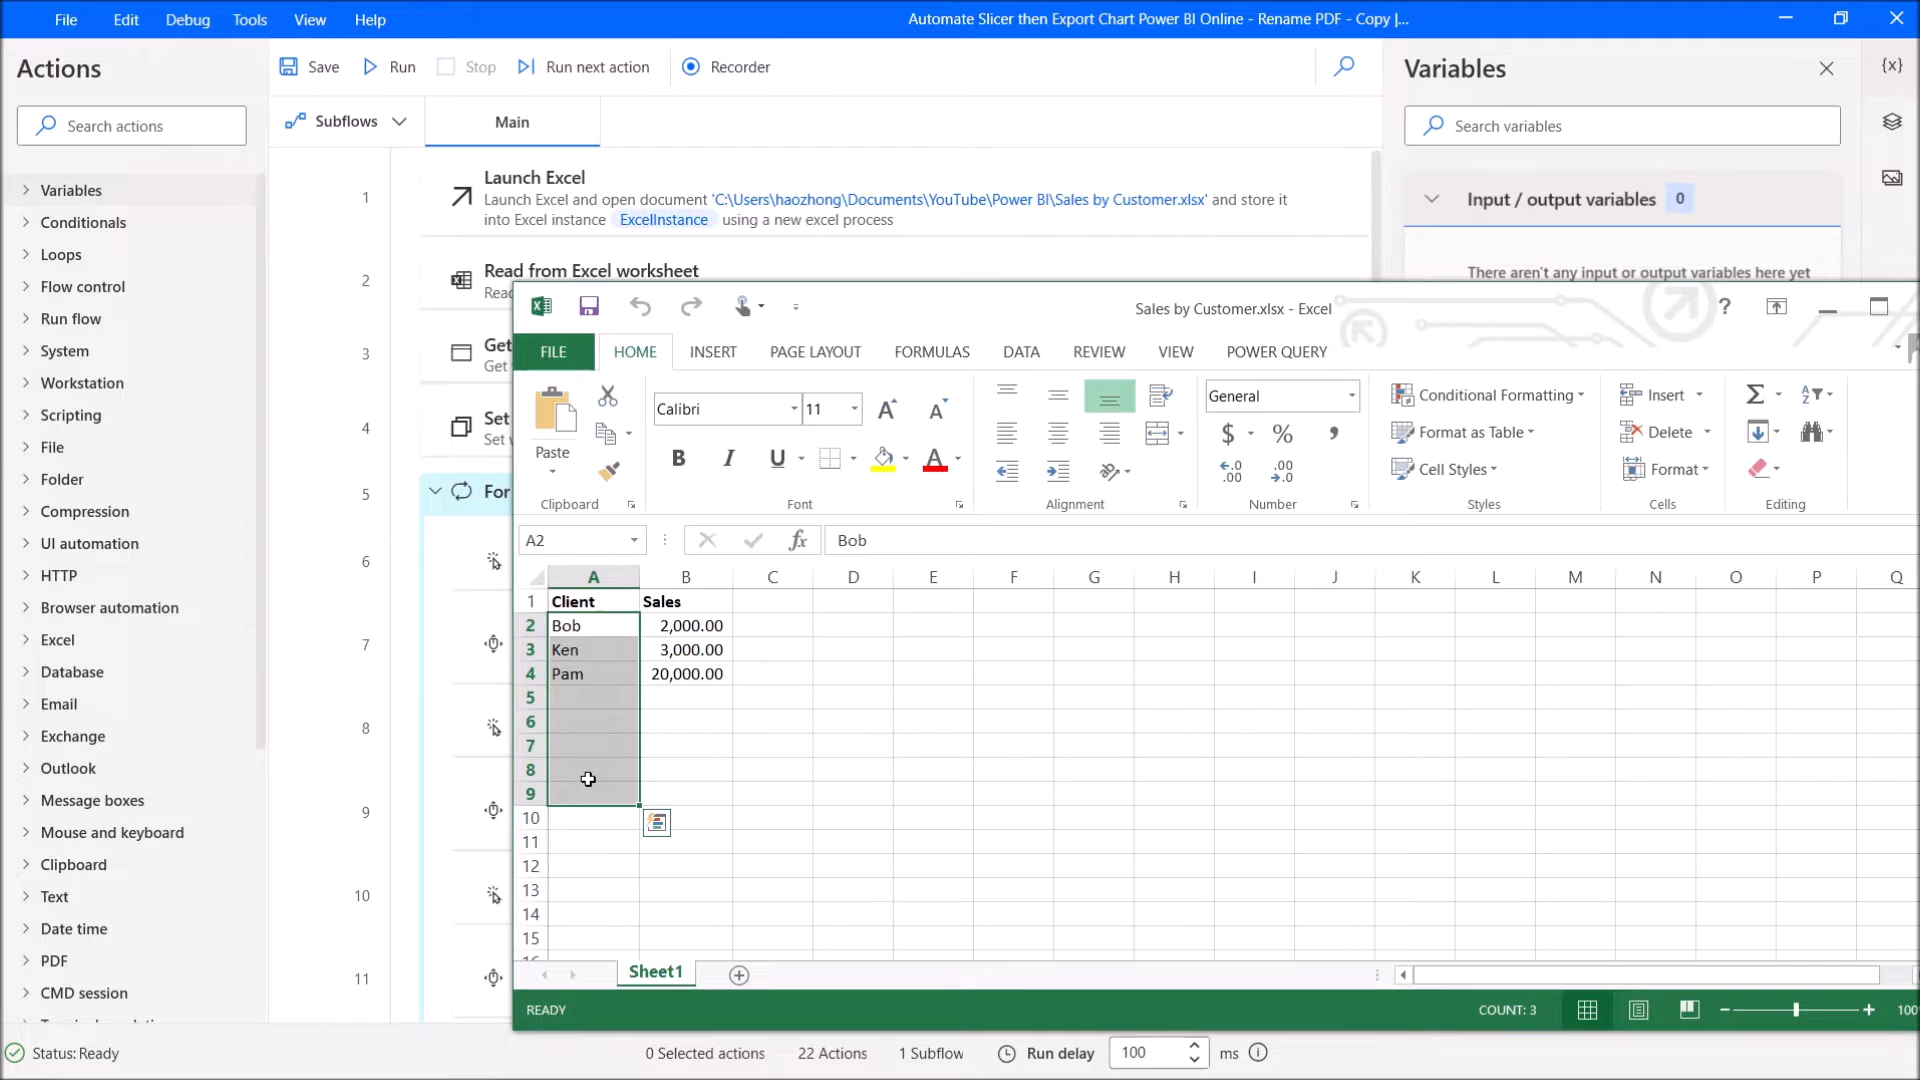 File Edit Debug Tools View Help
Automate Slicer then Export Chart Power BI Online - Rename PDF - Copy |...
Actions
Search actions
Variables
Conditionals
Loops
Flow control
Run flow
System
Workstation
Scripting
File
Folder
Compression
UI automation
HTTP
Browser automation
Excel
Database
Email
Exchange
Outlook
Message boxes
Mouse and keyboard
Clipboard
Text
Date time
PDF
CMD session
Save Run Stop Run next action Recorder
Subflows Main
1 Launch Excel
Launch Excel and open document 'C:\Users\haozhong\Documents\YouTube\Power BI\Sales by Customer.xlsx' and store it
into Excel instance ExcelInstance using a new excel process
2 Read from Excel worksheet
3 Get
Get
4 Set
5 For
6
7
8
9
10
11
Variables
{x}
Search variables
Input / output variables 0
There aren't any input or output variables here yet
Sales by Customer.xlsx - Excel
?
FILE HOME INSERT PAGE LAYOUT FORMULAS DATA REVIEW VIEW POWER QUERY
Paste
Clipboard
Calibri 11 A A
B I U A
Font
Alignment
General
$ % ,
←.0 .00
.00 →.0
Number
Conditional Formatting
Format as Table
Cell Styles
Styles
Insert
Delete
Format
Cells
Editing
A2 fx Bob
A B C D E F G H I J K L M N O P Q
1 Client Sales
2 Bob 2,000.00
3 Ken 3,000.00
4 Pam 20,000.00
5
6
7
8
9
10
11
12
13
14
15
Sheet1
READY COUNT: 3 100
Status: Ready 0 Selected actions 22 Actions 1 Subflow Run delay 100 ms